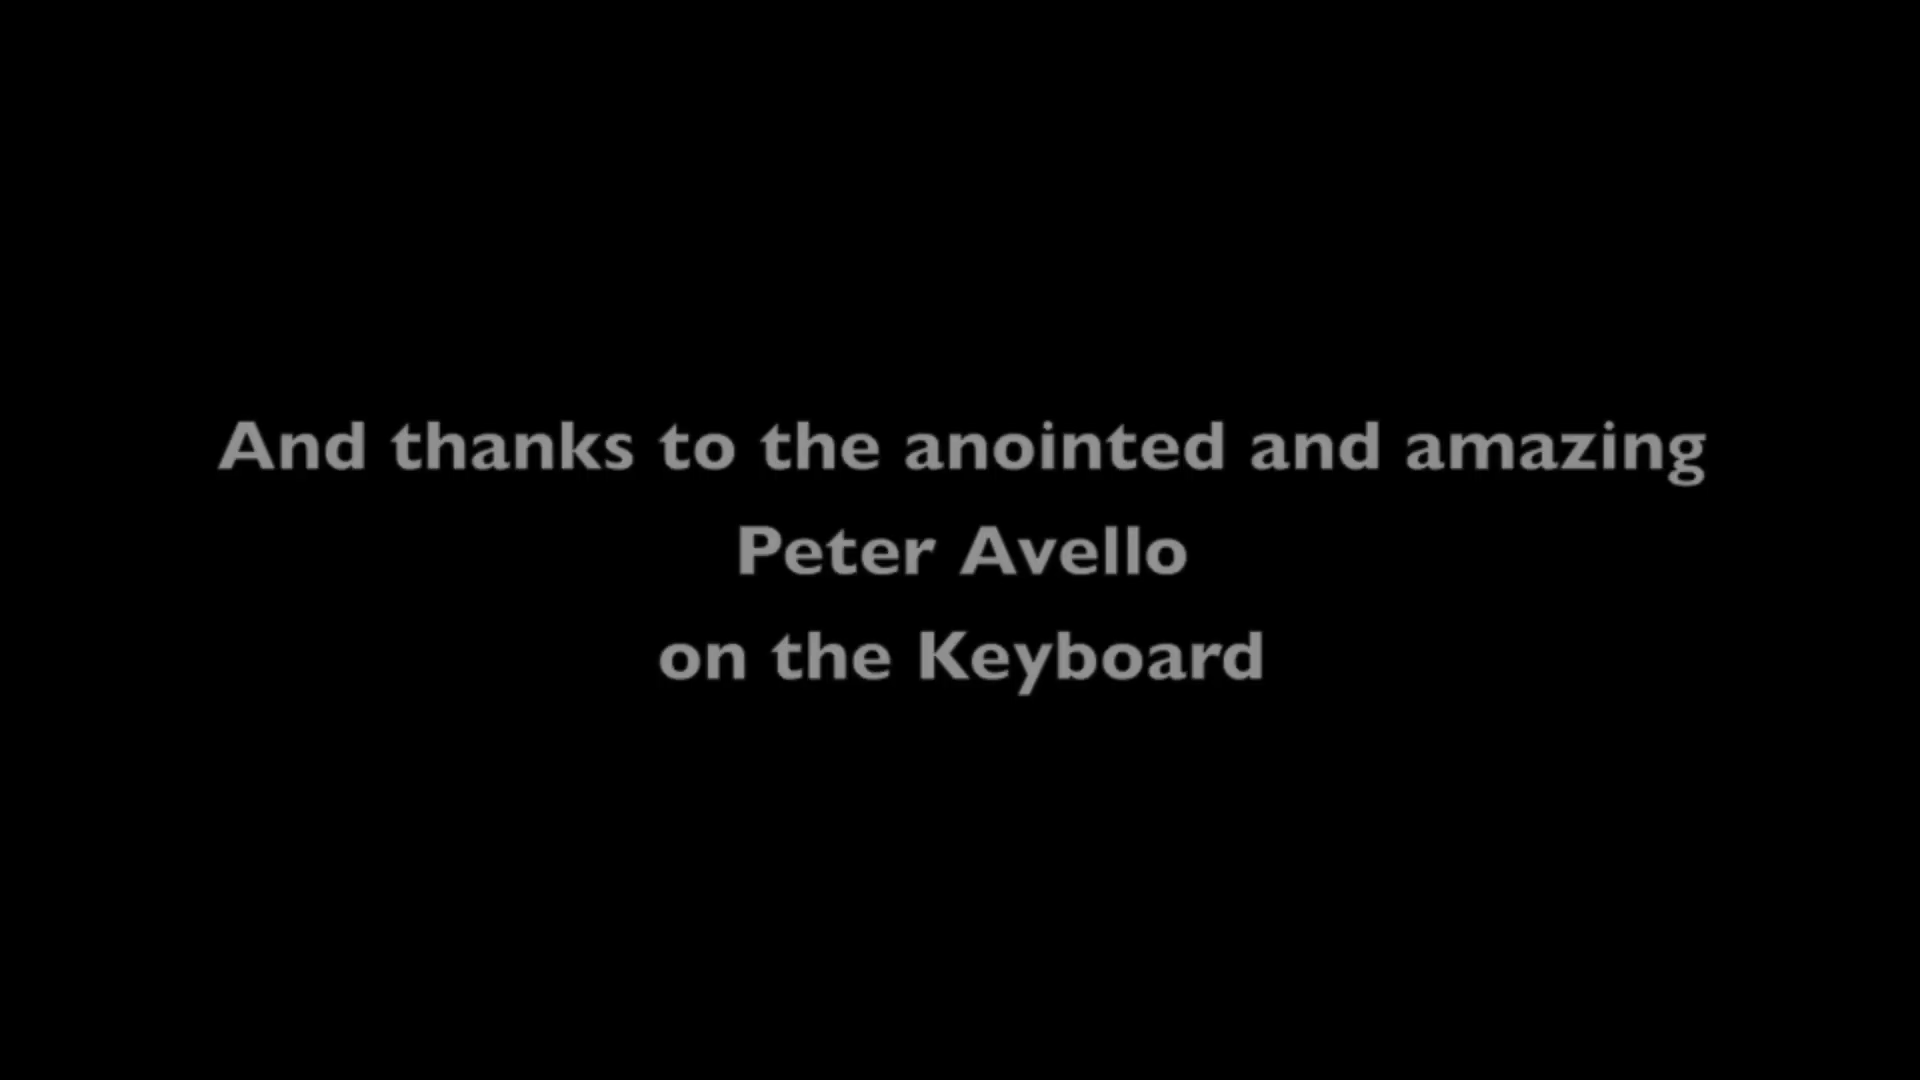 And thanks to the anointed and amazing
Peter Avello
on the Keyboard